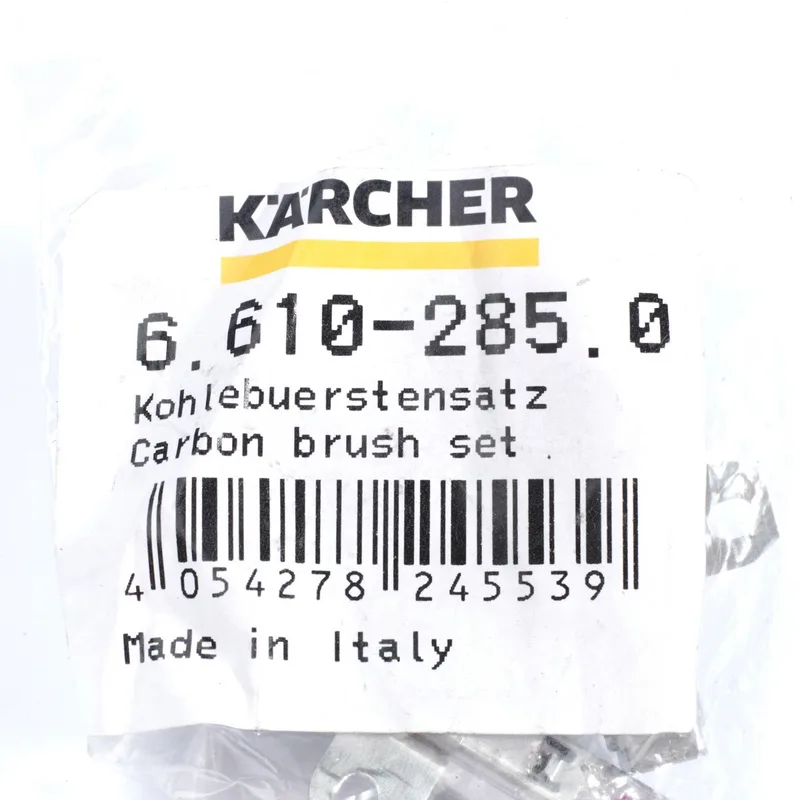 KÄRCHER
6.610-285.0
Kohlebuerstensatz
Carbon brush set
4 054278 245539
Made in Italy